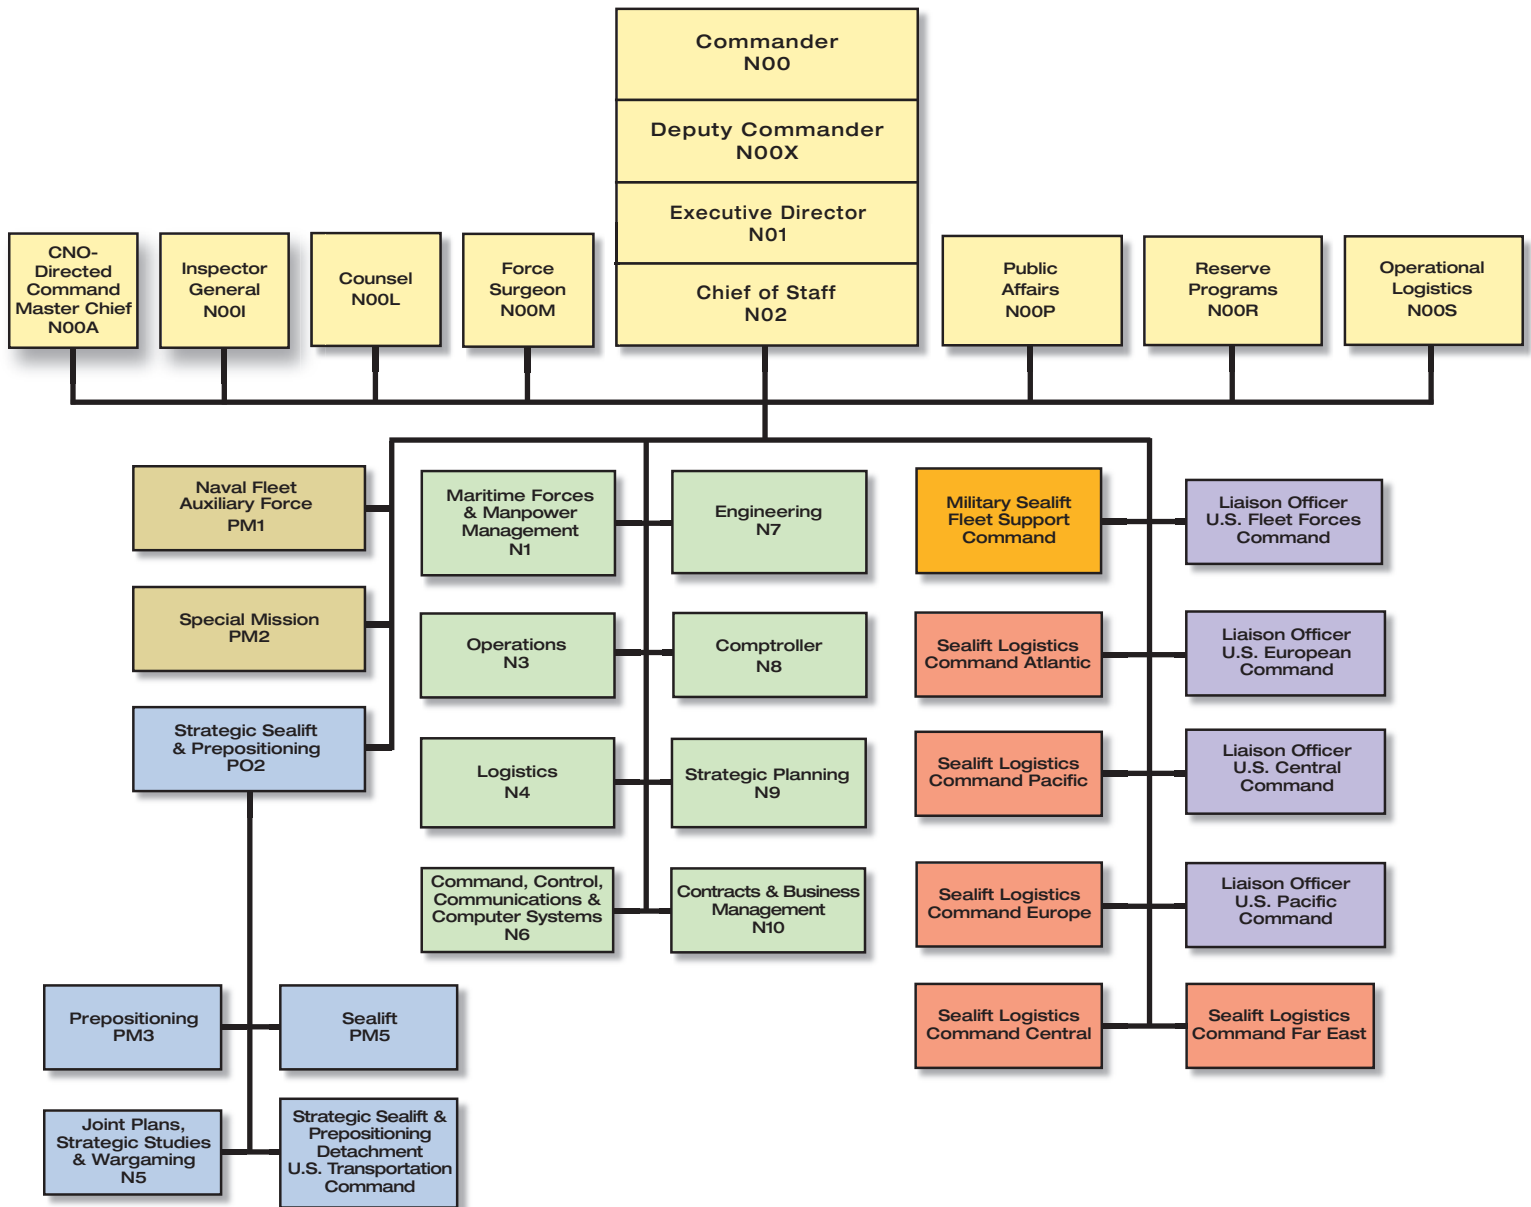 Commander
N00
Deputy Commander
N00X
Executive Director
N01
Chief of Staff
N02
CNO-
Directed
Command
Master Chief
N00A
Inspector
General
N00I
Counsel
N00L
Force
Surgeon
N00M
Public
Affairs
N00P
Reserve
Programs
N00R
Operational
Logistics
N00S
Naval Fleet
Auxiliary Force
PM1
Special Mission
PM2
Strategic Sealift
& Prepositioning
PO2
Prepositioning
PM3
Sealift
PM5
Joint Plans,
Strategic Studies
& Wargaming
N5
Strategic Sealift &
Prepositioning
Detachment
U.S. Transportation
Command
Maritime Forces
& Manpower
Management
N1
Engineering
N7
Operations
N3
Comptroller
N8
Logistics
N4
Strategic Planning
N9
Command, Control,
Communications &
Computer Systems
N6
Contracts & Business
Management
N10
Military Sealift
Fleet Support
Command
Liaison Officer
U.S. Fleet Forces
Command
Sealift Logistics
Command Atlantic
Liaison Officer
U.S. European
Command
Sealift Logistics
Command Pacific
Liaison Officer
U.S. Central
Command
Sealift Logistics
Command Europe
Liaison Officer
U.S. Pacific
Command
Sealift Logistics
Command Central
Sealift Logistics
Command Far East